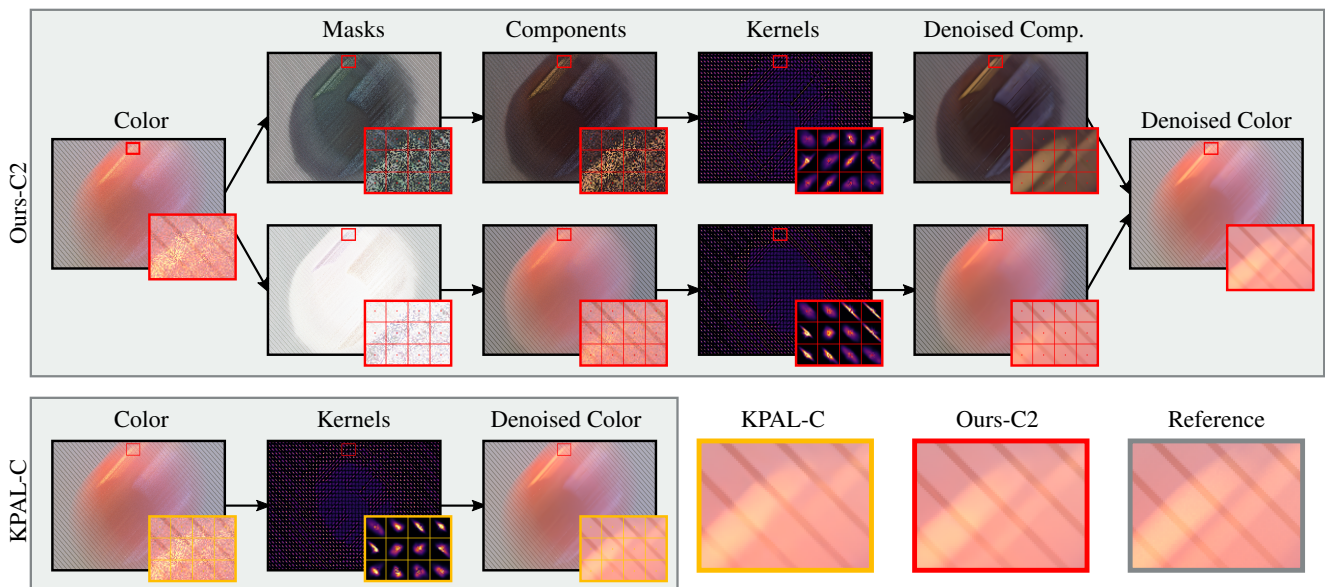 Masks
Components
Kernels
Denoised Comp.
Color
Denoised Color
Ours-C2
Color
Kernels
Denoised Color
KPAL-C
KPAL-C
Ours-C2
Reference